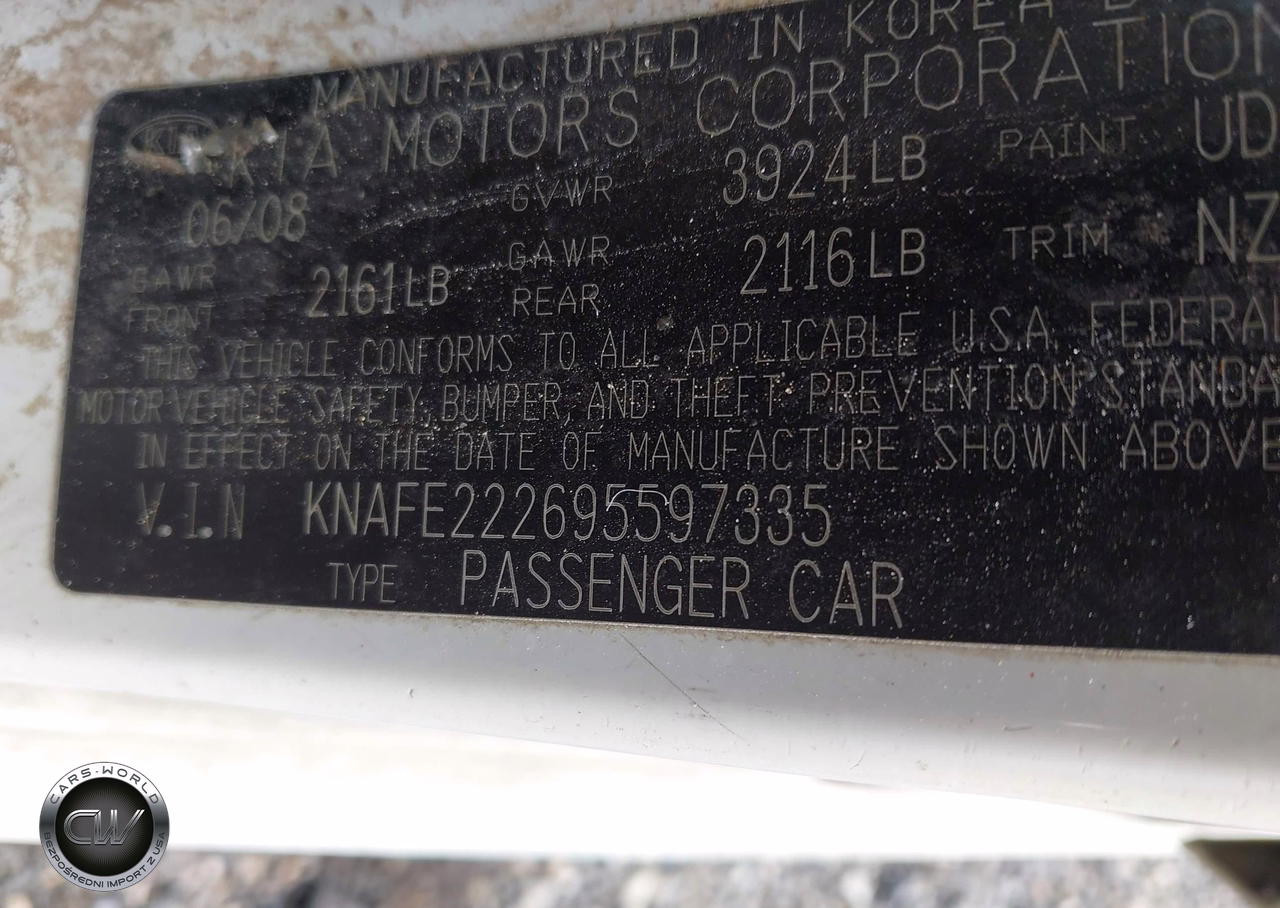 MANUFACTURED IN KOREA
KIA MOTORS CORPORATION
06/08 GVWR 3924LB PAINT UD
GAWR FRONT 2161LB GAWR REAR 2116LB TRIM NZ
THIS VEHICLE CONFORMS TO ALL APPLICABLE U.S.A. FEDERAL
MOTOR VEHICLE SAFETY, BUMPER, AND THEFT PREVENTION STANDA
IN EFFECT ON THE DATE OF MANUFACTURE SHOWN ABOVE
V.I.N KNAFE222695597335
TYPE PASSENGER CAR
CARS-WORLD
CW
BEZPOŚREDNI IMPORT Z USA